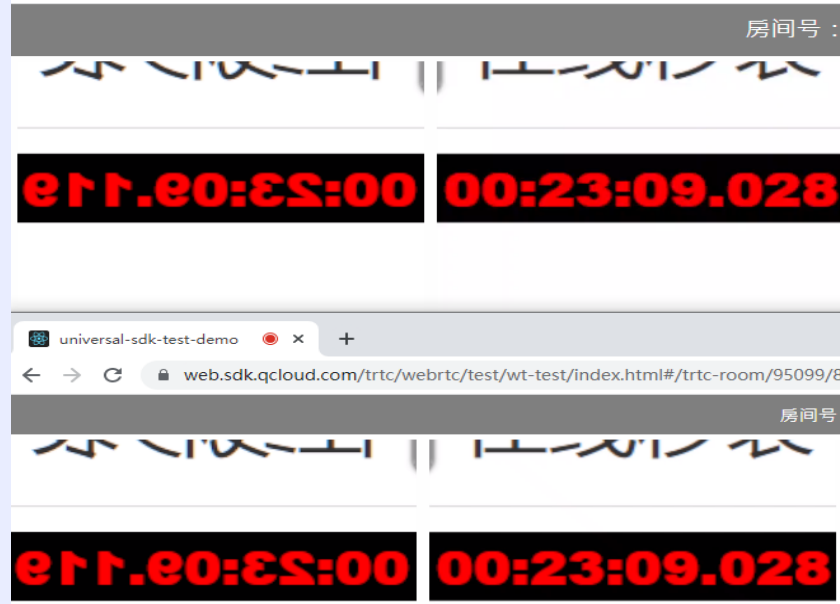 房间号：
00:23:09.119
00:23:09.028
universal-sdk-test-demo
web.sdk.qcloud.com/trtc/webrtc/test/wt-test/index.html#/trtc-room/95099/8
房间号
00:23:09.119
00:23:09.028